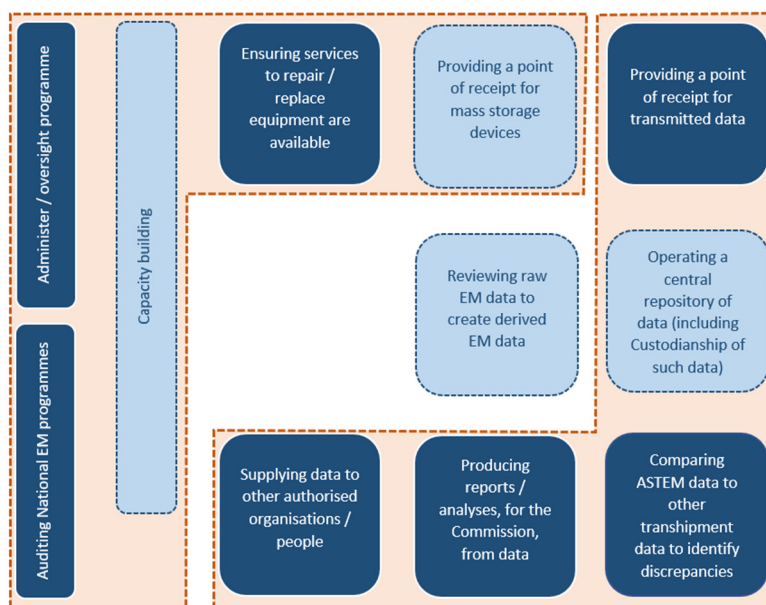 Administer / oversight programme
Auditing National EM programmes
Capacity building
Ensuring services
to repair /
replace
equipment are
available
Providing a point
of receipt for
mass storage
devices
Providing a point
of receipt for
transmitted data
Reviewing raw
EM data to
create derived
EM data
Operating a
central
repository of
data (including
Custodianship of
such data)
Supplying data to
other authorised
organisations /
people
Producing
reports /
analyses, for the
Commission,
from data
Comparing
ASTEM data to
other
transhipment
data to identify
discrepancies